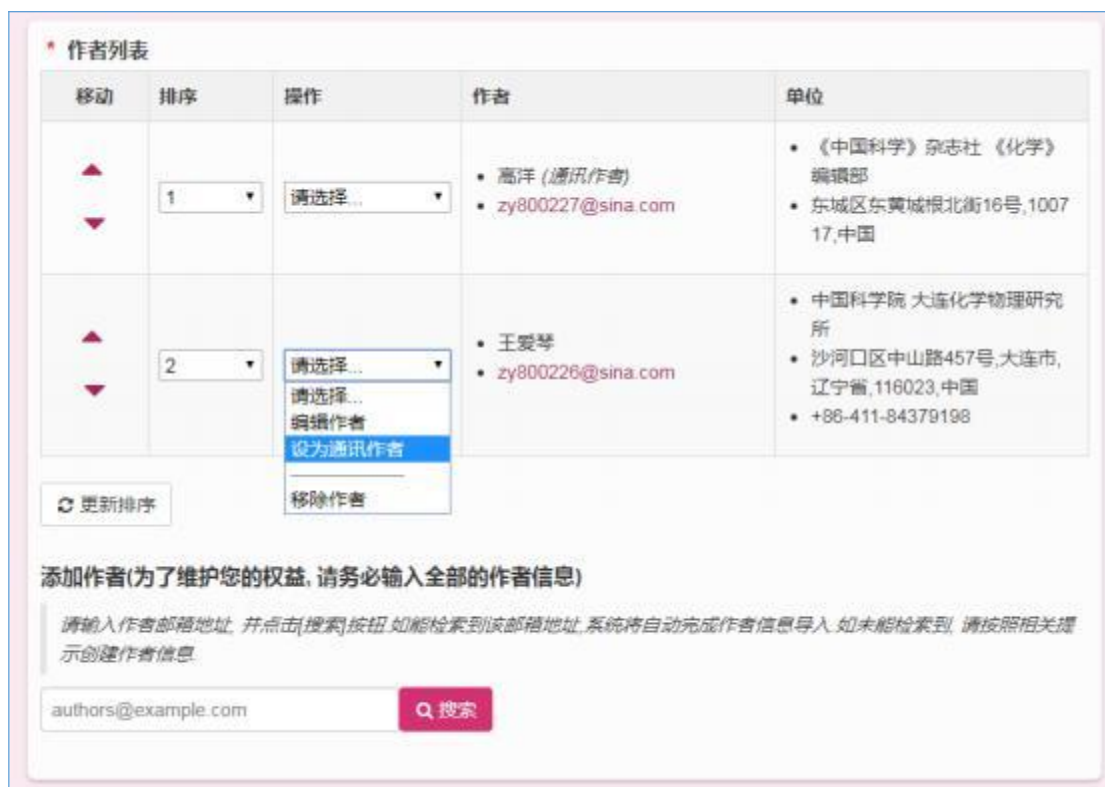 * 作者列表
移动 排序 操作 作者 单位
• 《中国科学》杂志社 《化学》
编辑部
1 请选择... • 高洋 (通讯作者)
• zy800227@sina.com
• 东城区东黄城根北街16号,1007
17,中国
• 中国科学院 大连化学物理研究
所
2 请选择... • 王爱琴
• zy800226@sina.com
• 沙河口区中山路457号,大连市,
辽宁省,116023,中国
• +86-411-84379198
请选择...
编辑作者
设为通讯作者
移除作者
更新排序
添加作者(为了维护您的权益, 请务必输入全部的作者信息)
请输入作者邮箱地址, 并点击[搜索]按钮.如能检索到该邮箱地址,系统将自动完成作者信息导入.如未能检索到, 请按照相关提
示创建作者信息.
authors@example.com 搜索